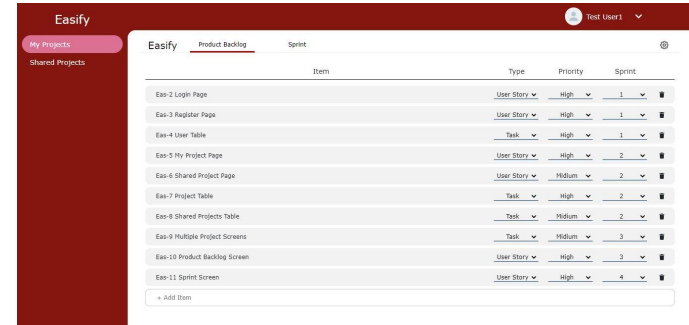 Easify
Test User1
My Projects
Shared Projects
Easify Product Backlog Sprint
Item Type Priority Sprint
Eas-2 Login Page User Story High 1
Eas-3 Register Page User Story High 1
Eas-4 User Table Task High 1
Eas-5 My Project Page User Story High 2
Eas-6 Shared Project Page User Story Midium 2
Eas-7 Project Table Task High 2
Eas-8 Shared Projects Table Task Midium 2
Eas-9 Multiple Project Screens Task Midium 3
Eas-10 Product Backlog Screen User Story High 3
Eas-11 Sprint Screen User Story High 4
+ Add Item